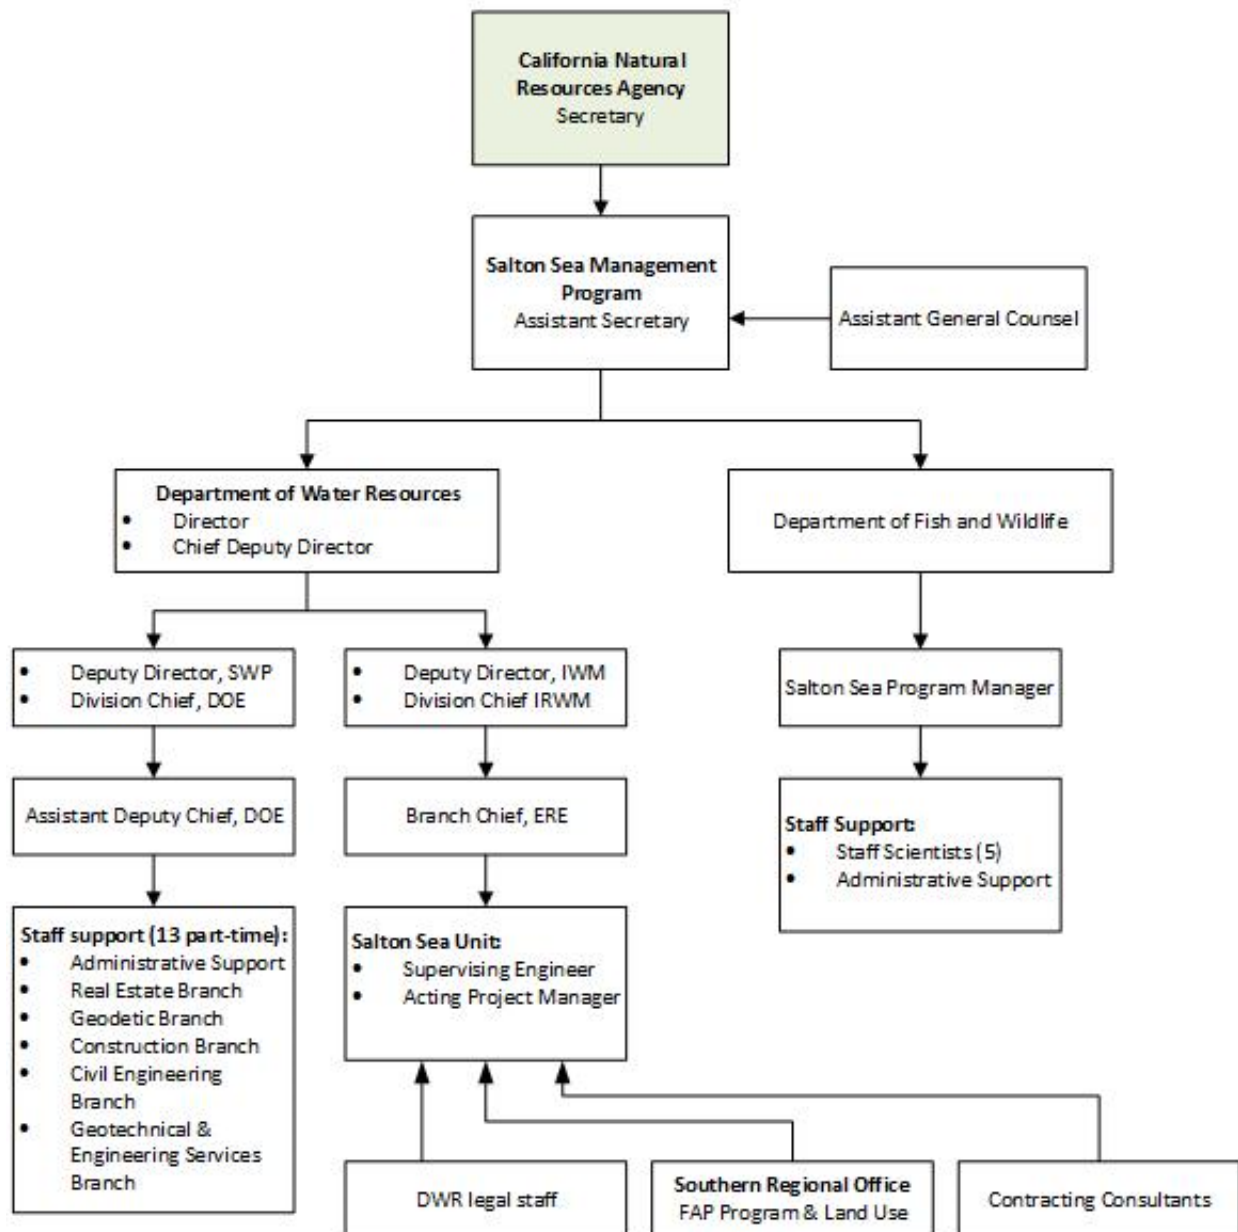 California Natural
Resources Agency
Secretary
Salton Sea Management
Program
Assistant Secretary
Assistant General Counsel
Department of Water Resources
• Director
• Chief Deputy Director
Department of Fish and Wildlife
• Deputy Director, SWP
• Division Chief, DOE
• Deputy Director, IWM
• Division Chief IRWM
Salton Sea Program Manager
Assistant Deputy Chief, DOE
Branch Chief, ERE
Staff Support:
• Staff Scientists (5)
• Administrative Support
Staff support (13 part-time):
• Administrative Support
• Real Estate Branch
• Geodetic Branch
• Construction Branch
• Civil Engineering
Branch
• Geotechnical &
Engineering Services
Branch
Salton Sea Unit:
• Supervising Engineer
• Acting Project Manager
DWR legal staff
Southern Regional Office
FAP Program & Land Use
Contracting Consultants